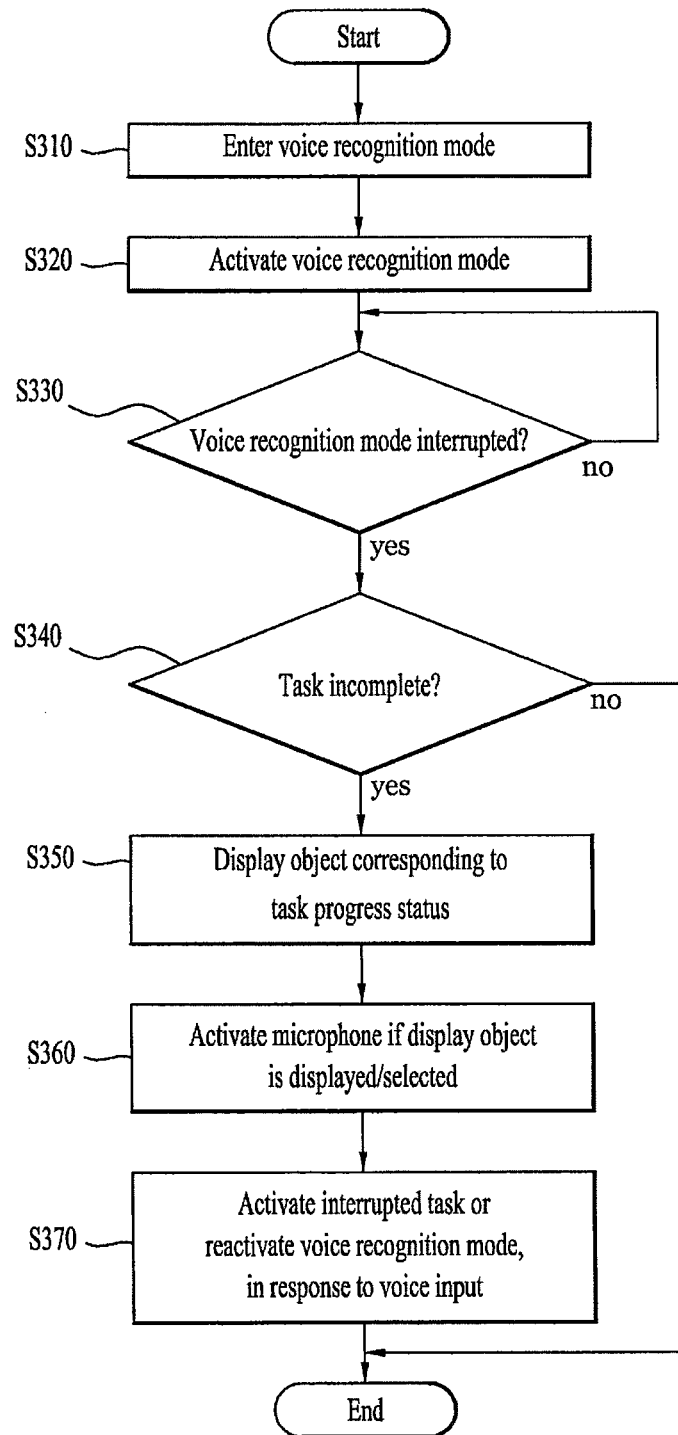 Start
S310
Enter voice recognition mode
S320
Activate voice recognition mode
S330
Voice recognition mode interrupted?
no
yes
S340
Task incomplete?
no
yes
S350
Display object corresponding to
task progress status
S360
Activate microphone if display object
is displayed/selected
S370
Activate interrupted task or
reactivate voice recognition mode,
in response to voice input
End